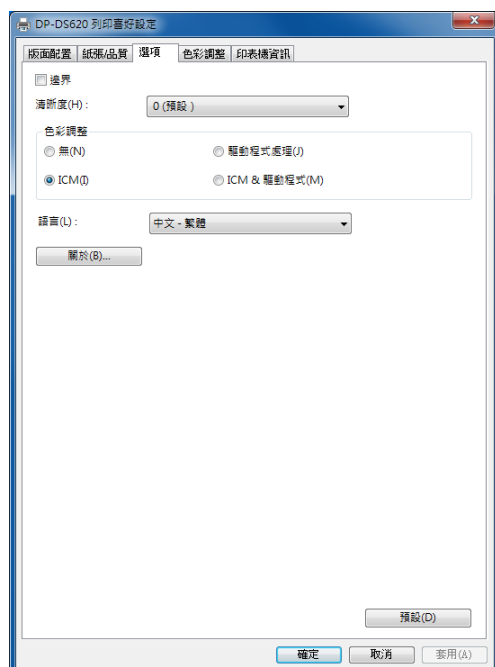 DP-DS620 列印喜好設定
版面配置 紙張/品質 選項 色彩調整 印表機資訊
邊界
清晰度(H)： 0 (預設 )
色彩調整
無(N) 驅動程式處理(J)
ICM(I) ICM & 驅動程式(M)
語言(L)： 中文 - 繁體
關於(B)...
預設(D)
確定 取消 套用(A)